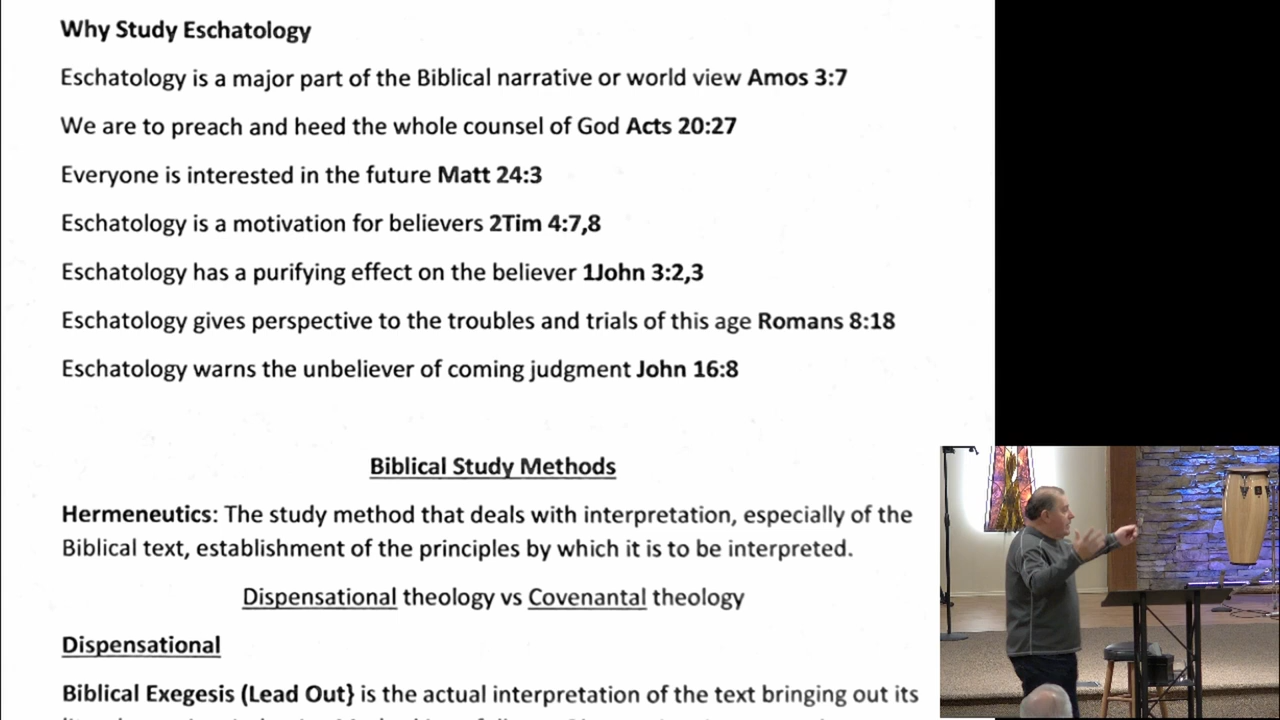 Why Study Eschatology
Eschatology is a major part of the Biblical narrative or world view Amos 3:7
We are to preach and heed the whole counsel of God Acts 20:27
Everyone is interested in the future Matt 24:3
Eschatology is a motivation for believers 2Tim 4:7,8
Eschatology has a purifying effect on the believer 1John 3:2,3
Eschatology gives perspective to the troubles and trials of this age Romans 8:18
Eschatology warns the unbeliever of coming judgment John 16:8
Biblical Study Methods
Hermeneutics: The study method that deals with interpretation, especially of the
Biblical text, establishment of the principles by which it is to be interpreted.
Dispensational theology vs Covenantal theology
Dispensational
Biblical Exegesis (Lead Out} is the actual interpretation of the text bringing out its